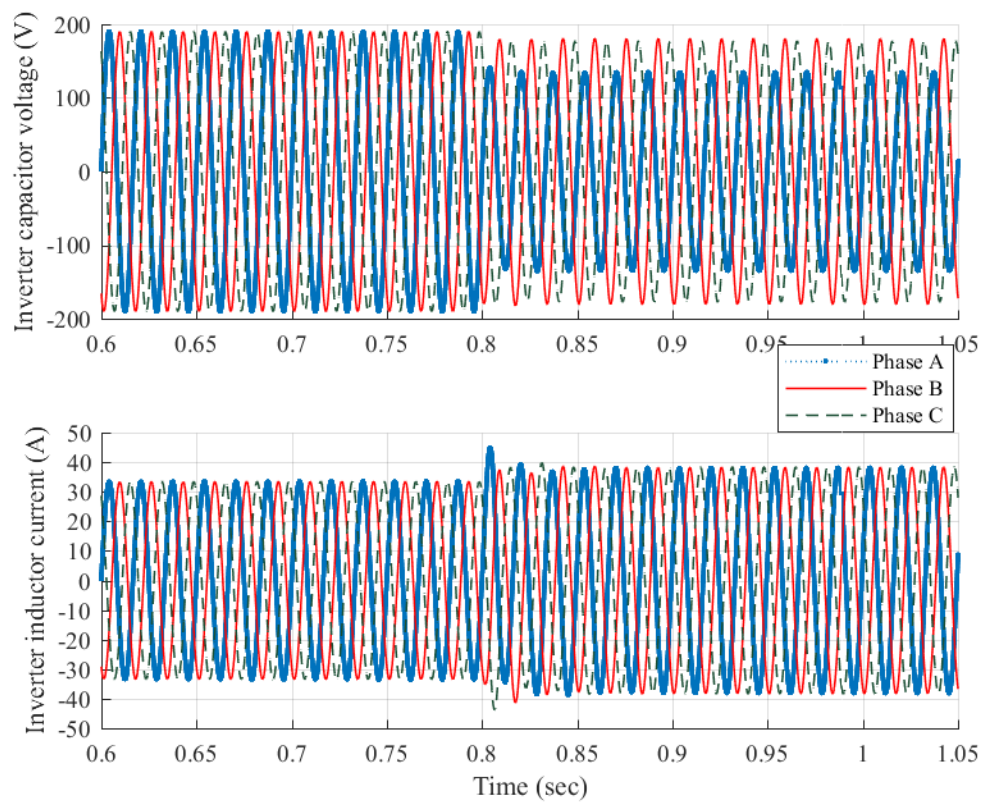 Inverter capacitor voltage (V)
200
100
0
-100
-200
0.6 0.65 0.7 0.75 0.8 0.85 0.9 0.95 1 1.05
Phase A
Phase B
Phase C
Inverter inductor current (A)
50
40
30
20
10
0
-10
-20
-30
-40
-50
0.6 0.65 0.7 0.75 0.8 0.85 0.9 0.95 1 1.05
Time (sec)